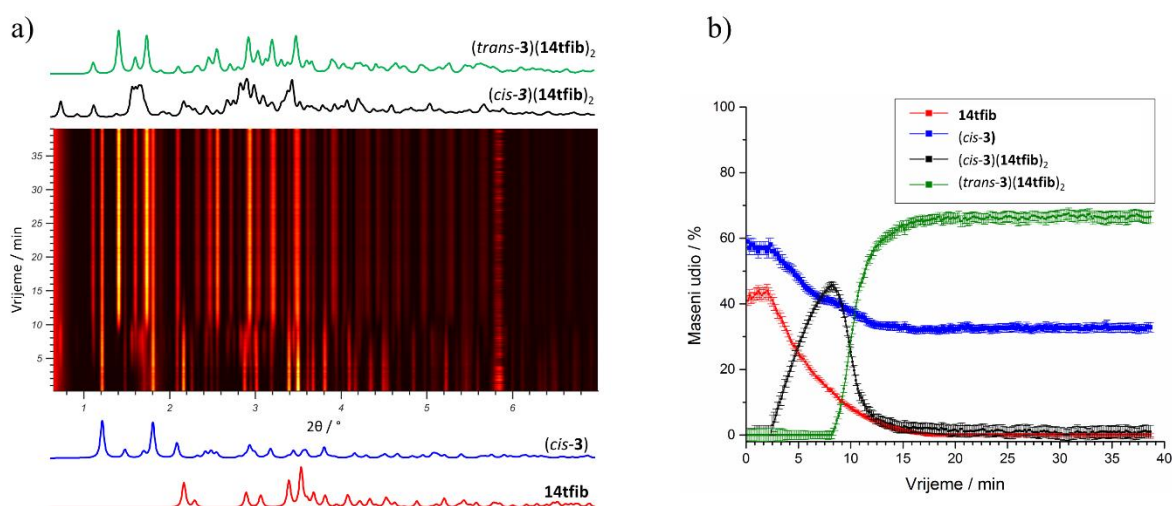 a)
(trans-3)(14tfib)₂
(cis-3)(14tfib)₂
35
30
25
20
15
10
5
Vrijeme / min
1 2 3 4 5 6
2θ / °
(cis-3)
14tfib
b)
100
80
60
40
20
0
Maseni udio / %
14tfib
(cis-3)
(cis-3)(14tfib)₂
(trans-3)(14tfib)₂
0 5 10 15 20 25 30 35 40
Vrijeme / min